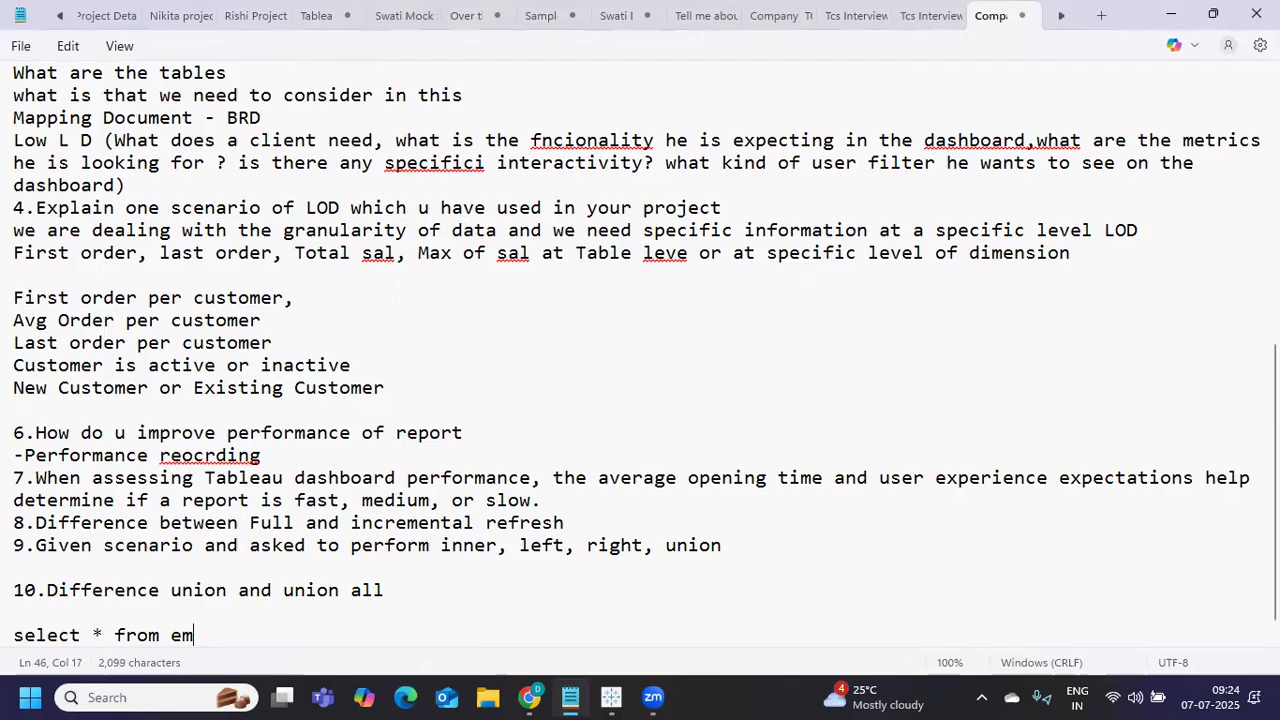 Project Data
Nikita projec
Rishi Project
Tablea
Swati Mock
Over t
Sampl
Swati I
Tell me abou
Company
Tcs Interview
Tcs Interview
Comp
File Edit View
What are the tables
what is that we need to consider in this
Mapping Document - BRD
Low L D (What does a client need, what is the fncionality he is expecting in the dashboard,what are the metrics
he is looking for ? is there any specifici interactivity? what kind of user filter he wants to see on the
dashboard)
4.Explain one scenario of LOD which u have used in your project
we are dealing with the granularity of data and we need specific information at a specific level LOD
First order, last order, Total sal, Max of sal at Table leve or at specific level of dimension
First order per customer,
Avg Order per customer
Last order per customer
Customer is active or inactive
New Customer or Existing Customer
6.How do u improve performance of report
-Performance reocrding
7.When assessing Tableau dashboard performance, the average opening time and user experience expectations help
determine if a report is fast, medium, or slow.
8.Difference between Full and incremental refresh
9.Given scenario and asked to perform inner, left, right, union
10.Difference union and union all
select * from em
Ln 46, Col 17 2,099 characters 100% Windows (CRLF) UTF-8
Search
zm
4
25°C
Mostly cloudy
ENG
IN
09:24
07-07-2025